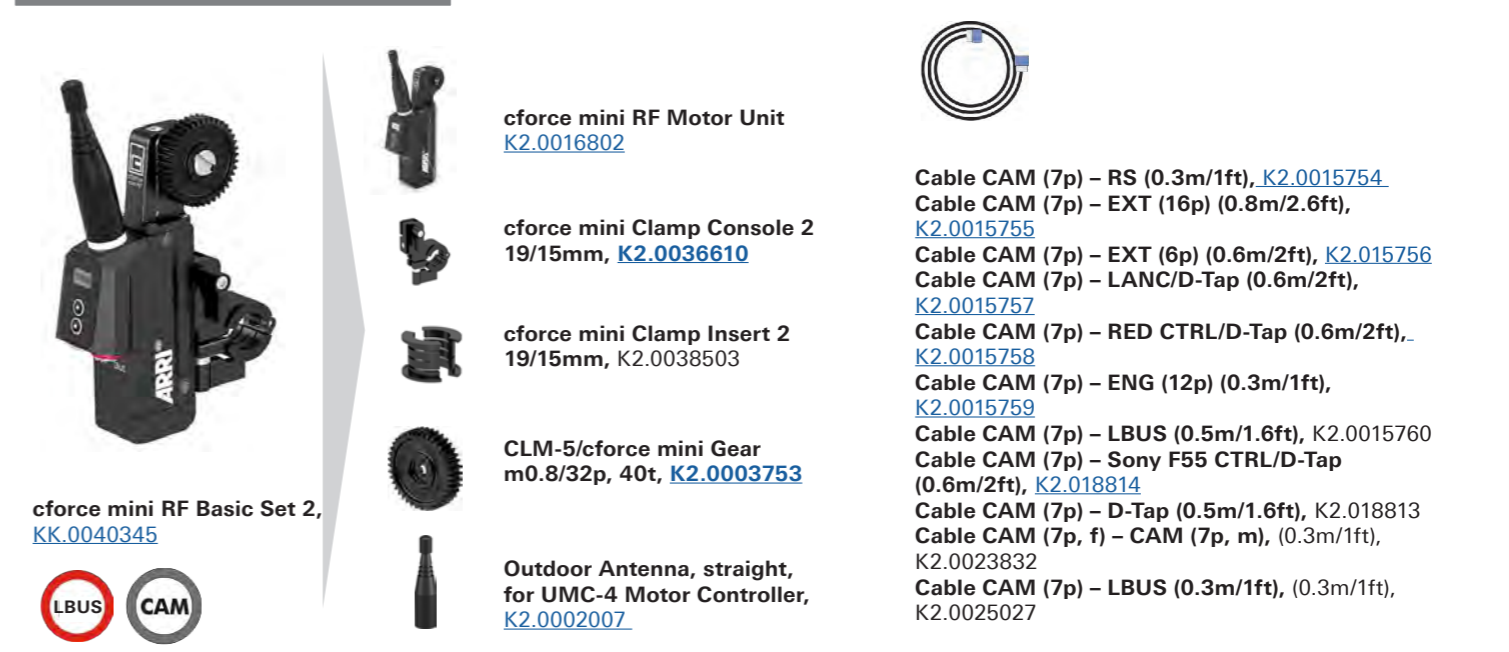 cforce mini RF Basic Set 2,
KK.0040345
LBUS
CAM
ARRI
cforce mini RF Motor Unit
K2.0016802
cforce mini Clamp Console 2
19/15mm, K2.0036610
cforce mini Clamp Insert 2
19/15mm, K2.0038503
CLM-5/cforce mini Gear
m0.8/32p, 40t, K2.0003753
Outdoor Antenna, straight,
for UMC-4 Motor Controller,
K2.0002007
Cable CAM (7p) – RS (0.3m/1ft), K2.0015754
Cable CAM (7p) – EXT (16p) (0.8m/2.6ft),
K2.0015755
Cable CAM (7p) – EXT (6p) (0.6m/2ft), K2.015756
Cable CAM (7p) – LANC/D-Tap (0.6m/2ft),
K2.0015757
Cable CAM (7p) – RED CTRL/D-Tap (0.6m/2ft),
K2.0015758
Cable CAM (7p) – ENG (12p) (0.3m/1ft),
K2.0015759
Cable CAM (7p) – LBUS (0.5m/1.6ft), K2.0015760
Cable CAM (7p) – Sony F55 CTRL/D-Tap
(0.6m/2ft), K2.018814
Cable CAM (7p) – D-Tap (0.5m/1.6ft), K2.018813
Cable CAM (7p, f) – CAM (7p, m), (0.3m/1ft),
K2.0023832
Cable CAM (7p) – LBUS (0.3m/1ft), (0.3m/1ft),
K2.0025027